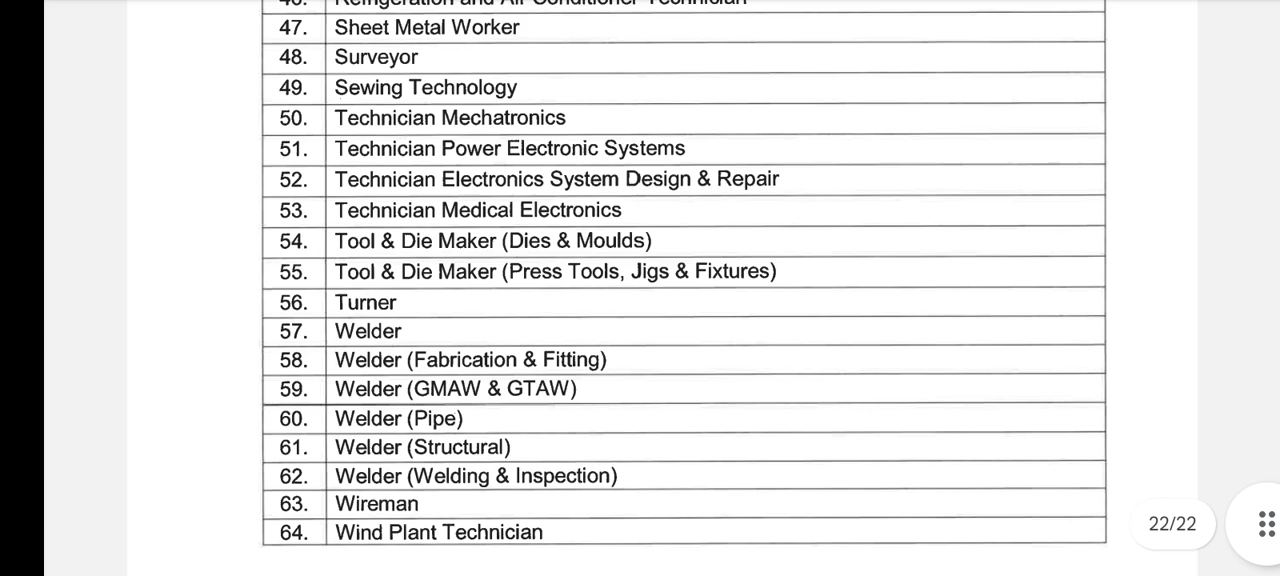 46. Refrigeration and Air Conditioner Technician
47. Sheet Metal Worker
48. Surveyor
49. Sewing Technology
50. Technician Mechatronics
51. Technician Power Electronic Systems
52. Technician Electronics System Design & Repair
53. Technician Medical Electronics
54. Tool & Die Maker (Dies & Moulds)
55. Tool & Die Maker (Press Tools, Jigs & Fixtures)
56. Turner
57. Welder
58. Welder (Fabrication & Fitting)
59. Welder (GMAW & GTAW)
60. Welder (Pipe)
61. Welder (Structural)
62. Welder (Welding & Inspection)
63. Wireman
64. Wind Plant Technician
22/22